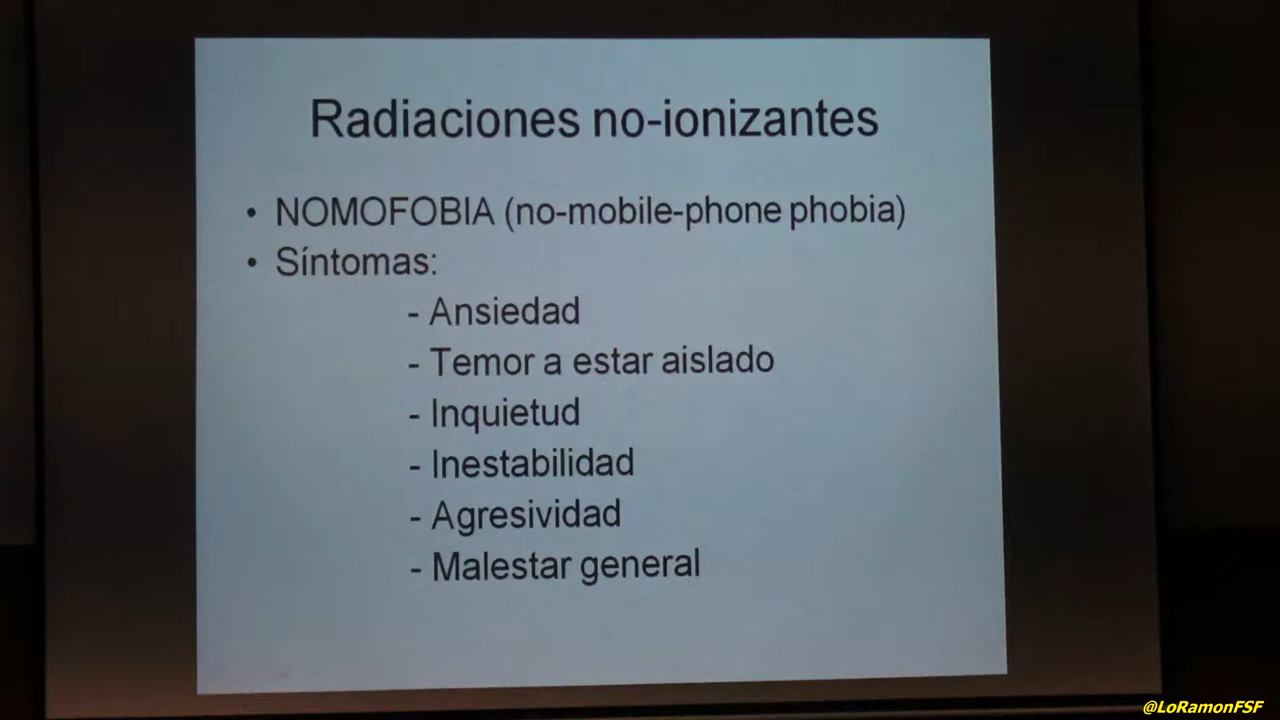 Radiaciones no-ionizantes
• NOMOFOBIA (no-mobile-phone phobia)
• Síntomas:
- Ansiedad
- Temor a estar aislado
- Inquietud
- Inestabilidad
- Agresividad
- Malestar general
@LoRamonFSF